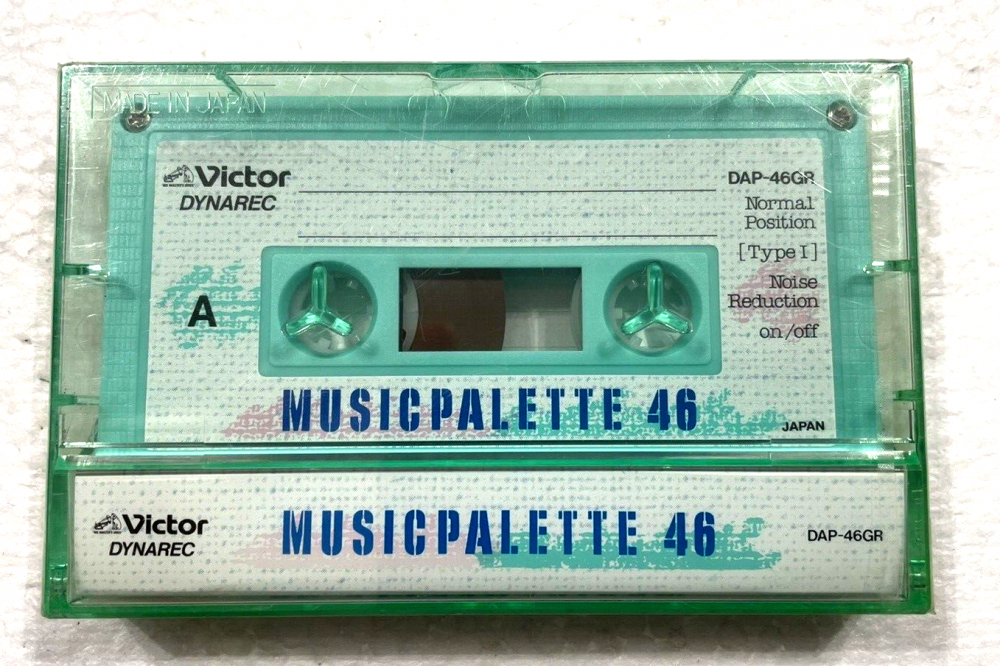 MADE IN JAPAN
Victor
DYNAREC
DAP-46GR
Normal
Position
[Type I]
Noise
Reduction
on/off
A
MUSICPALETTE 46
JAPAN
Victor
DYNAREC
MUSICPALETTE 46
DAP-46GR